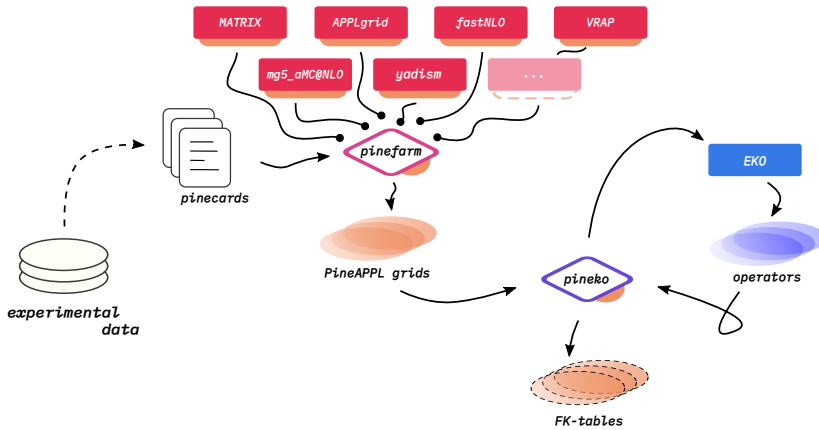 MATRIX
APPLgrid
fastNLO
VRAP
mg5_aMC@NLO
yadism
...
pinefarm
EKO
pinecards
PineAPPL grids
pineko
operators
experimental
data
FK-tables